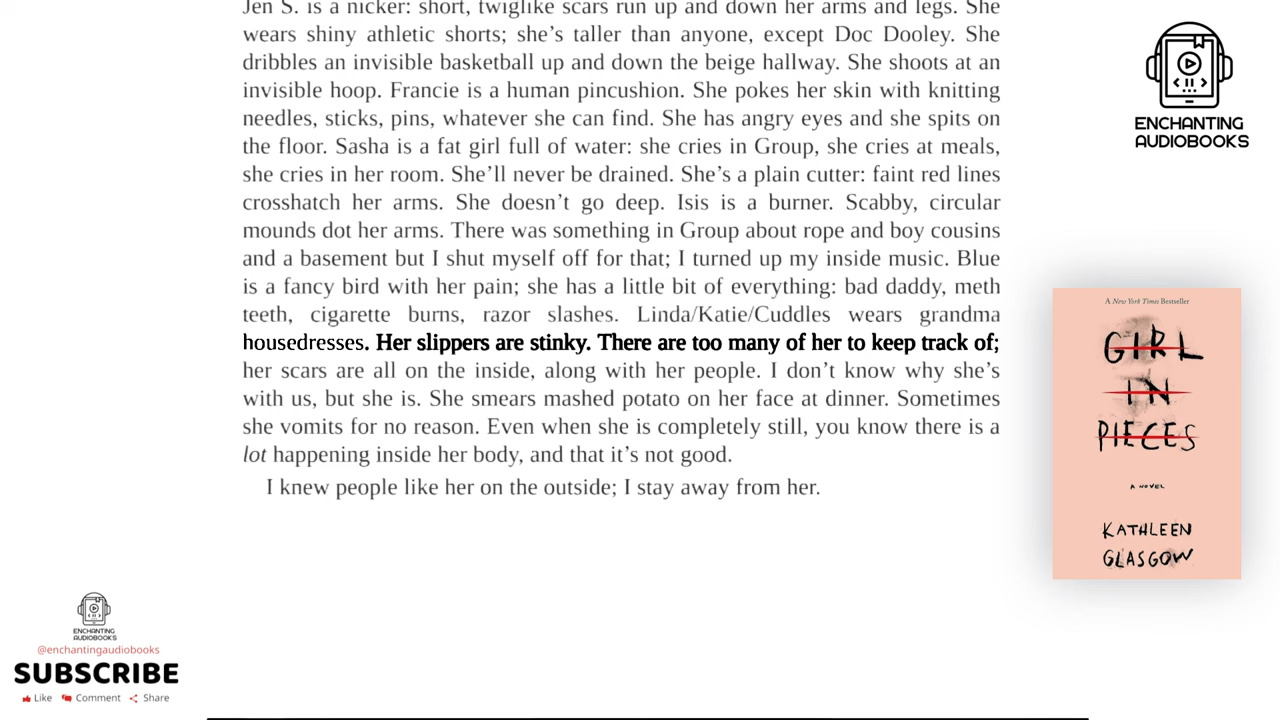 Jen S. is a nicker: short, twiglike scars run up and down her arms and legs. She
wears shiny athletic shorts; she’s taller than anyone, except Doc Dooley. She
dribbles an invisible basketball up and down the beige hallway. She shoots at an
invisible hoop. Francie is a human pincushion. She pokes her skin with knitting
needles, sticks, pins, whatever she can find. She has angry eyes and she spits on
the floor. Sasha is a fat girl full of water: she cries in Group, she cries at meals,
she cries in her room. She’ll never be drained. She’s a plain cutter: faint red lines
crosshatch her arms. She doesn’t go deep. Isis is a burner. Scabby, circular
mounds dot her arms. There was something in Group about rope and boy cousins
and a basement but I shut myself off for that; I turned up my inside music. Blue
is a fancy bird with her pain; she has a little bit of everything: bad daddy, meth
teeth, cigarette burns, razor slashes. Linda/Katie/Cuddles wears grandma
housedresses. Her slippers are stinky. There are too many of her to keep track of;
her scars are all on the inside, along with her people. I don’t know why she’s
with us, but she is. She smears mashed potato on her face at dinner. Sometimes
she vomits for no reason. Even when she is completely still, you know there is a
lot happening inside her body, and that it’s not good.
I knew people like her on the outside; I stay away from her.
ENCHANTING
AUDIOBOOKS
A New York Times Bestseller
GIRL
IN
PIECES
A NOVEL
KATHLEEN
GLASGOW
ENCHANTING
AUDIOBOOKS
@enchantingaudiobooks
SUBSCRIBE
Like Comment Share